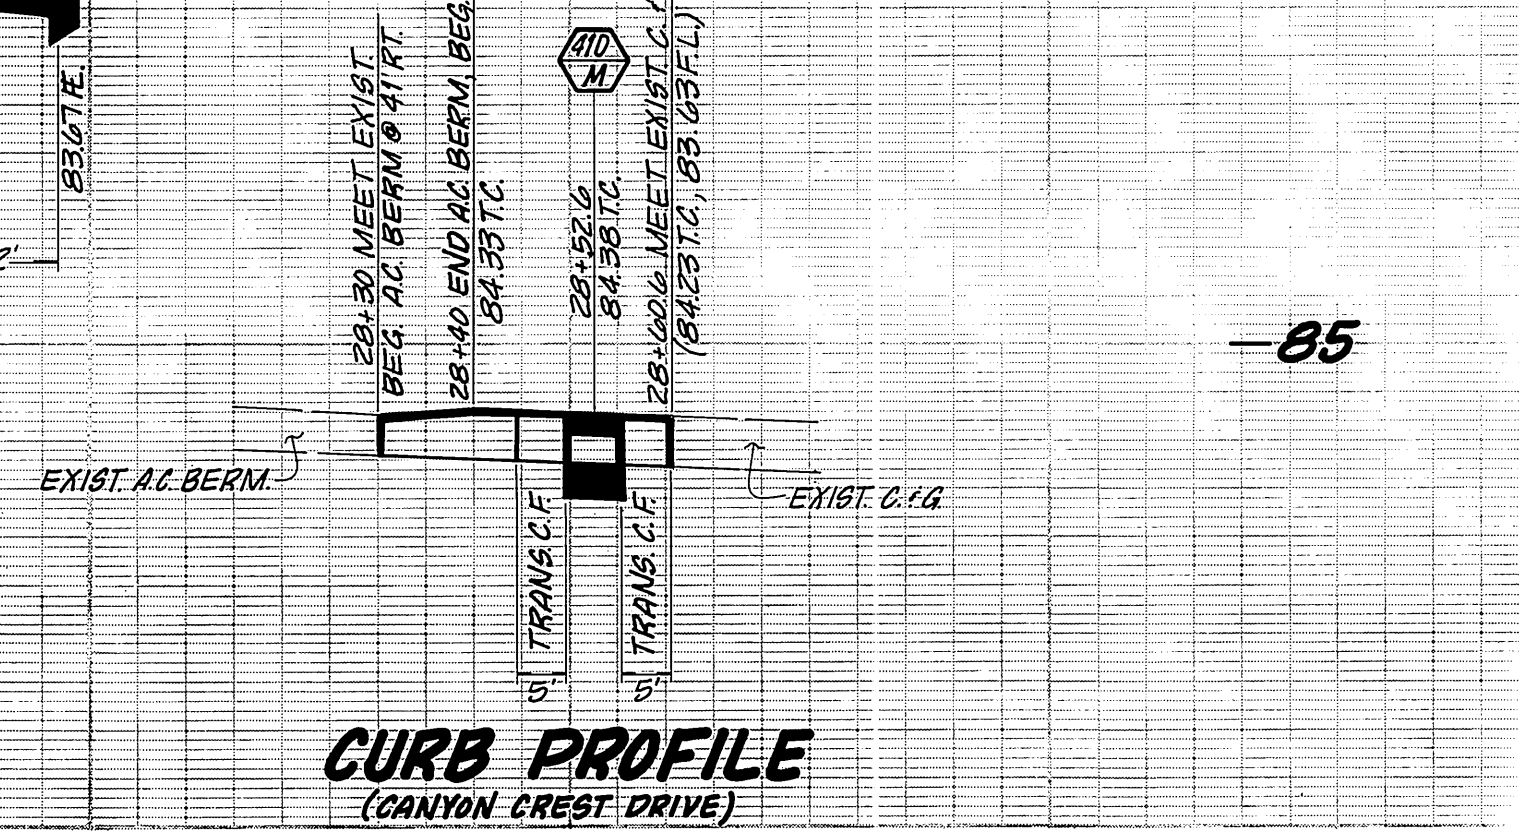 83.67 F.L.
2'
28+30 MEET EXIST.
BEG. A.C. BERM @ 41' RT.
28+40 END A.C. BERM, BEG.
84.33 T.C.
41D
M
28+52.6
84.38 T.C.
28+60.6 MEET EXIST. C. &
(84.23 T.C., 83.63 F.L.)
—85
EXIST. A.C. BERM.
EXIST. C. & G.
TRANS. C.F.
TRANS. C.F.
5'
5'
CURB PROFILE
(CANYON CREST DRIVE)